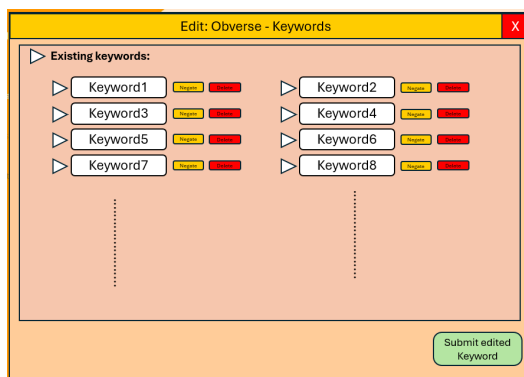 Edit: Obverse - Keywords X
Existing keywords:
Keyword1 Negate Delete Keyword2 Negate Delete
Keyword3 Negate Delete Keyword4 Negate Delete
Keyword5 Negate Delete Keyword6 Negate Delete
Keyword7 Negate Delete Keyword8 Negate Delete
Submit edited
Keyword